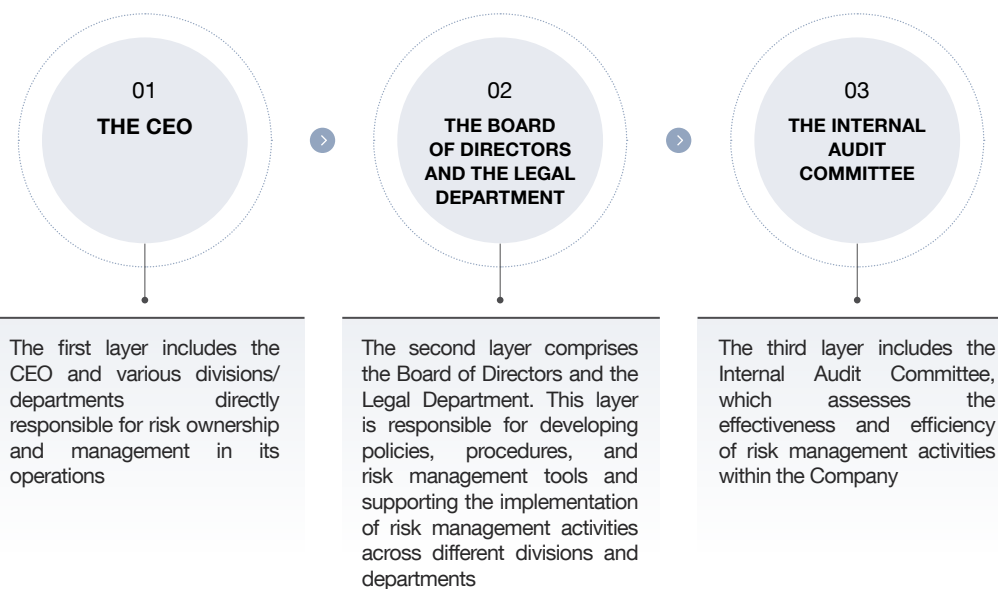 01
THE CEO
The first layer includes the
CEO and various divisions/
departments directly
responsible for risk ownership
and management in its
operations
02
THE BOARD
OF DIRECTORS
AND THE LEGAL
DEPARTMENT
The second layer comprises
the Board of Directors and the
Legal Department. This layer
is responsible for developing
policies, procedures, and
risk management tools and
supporting the implementation
of risk management activities
across different divisions and
departments
03
THE INTERNAL
AUDIT
COMMITTEE
The third layer includes the
Internal Audit Committee,
which assesses the
effectiveness and efficiency
of risk management activities
within the Company